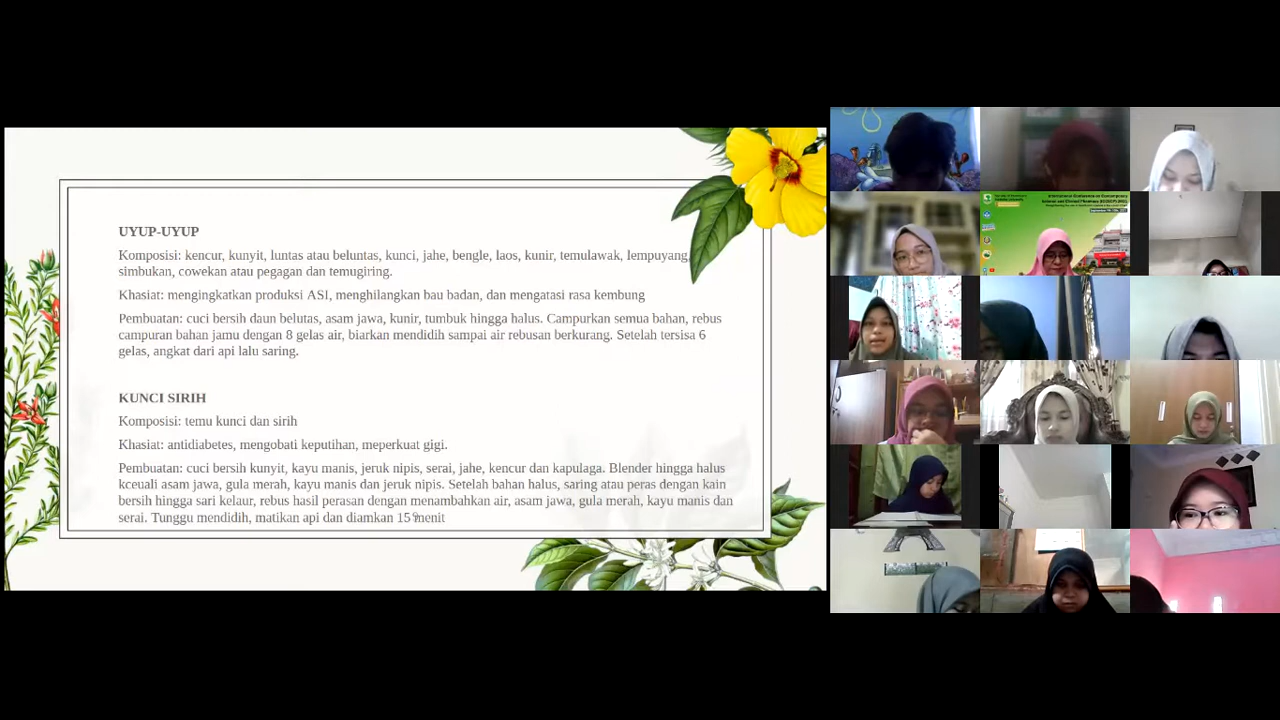 UYUP-UYUP
Komposisi: kencur, kunyit, luntas atau beluntas, kunci, jahe, bengle, laos, kunir, temulawak, lempuyang,
simbukan, cowekan atau pegagan dan temugiring.
Khasiat: mengingkatkan produksi ASI, menghilangkan bau badan, dan mengatasi rasa kembung
Pembuatan: cuci bersih daun belutas, asam jawa, kunir, tumbuk hingga halus. Campurkan semua bahan, rebus
campuran bahan jamu dengan 8 gelas air, biarkan mendidih sampai air rebusan berkurang. Setelah tersisa 6
gelas, angkat dari api lalu saring.
KUNCI SIRIH
Komposisi: temu kunci dan sirih
Khasiat: antidiabetes, mengobati keputihan, meperkuat gigi.
Pembuatan: cuci bersih kunyit, kayu manis, jeruk nipis, serai, jahe, kencur dan kapulaga. Blender hingga halus
kceuali asam jawa, gula merah, kayu manis dan jeruk nipis. Setelah bahan halus, saring atau peras dengan kain
bersih hingga sari kelaur, rebus hasil perasan dengan menambahkan air, asam jawa, gula merah, kayu manis dan
serai. Tunggu mendidih, matikan api dan diamkan 15 menit
International Conference on Contemporary